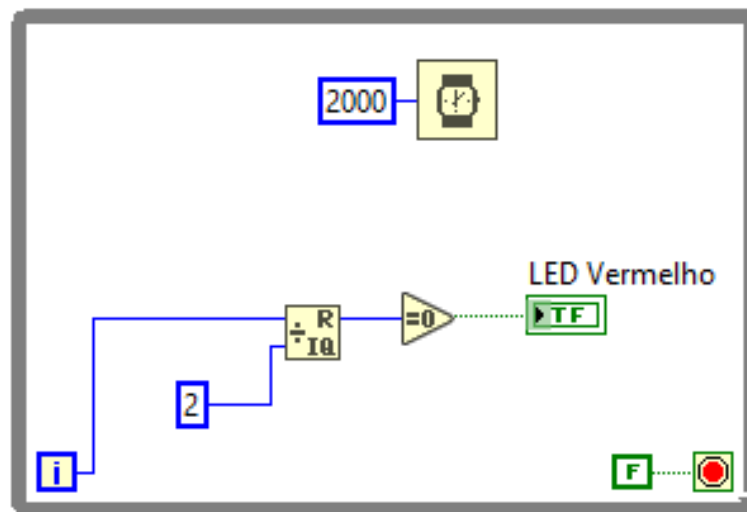 2000
LED Vermelho
TF
R
IQ
=0
2
i
F